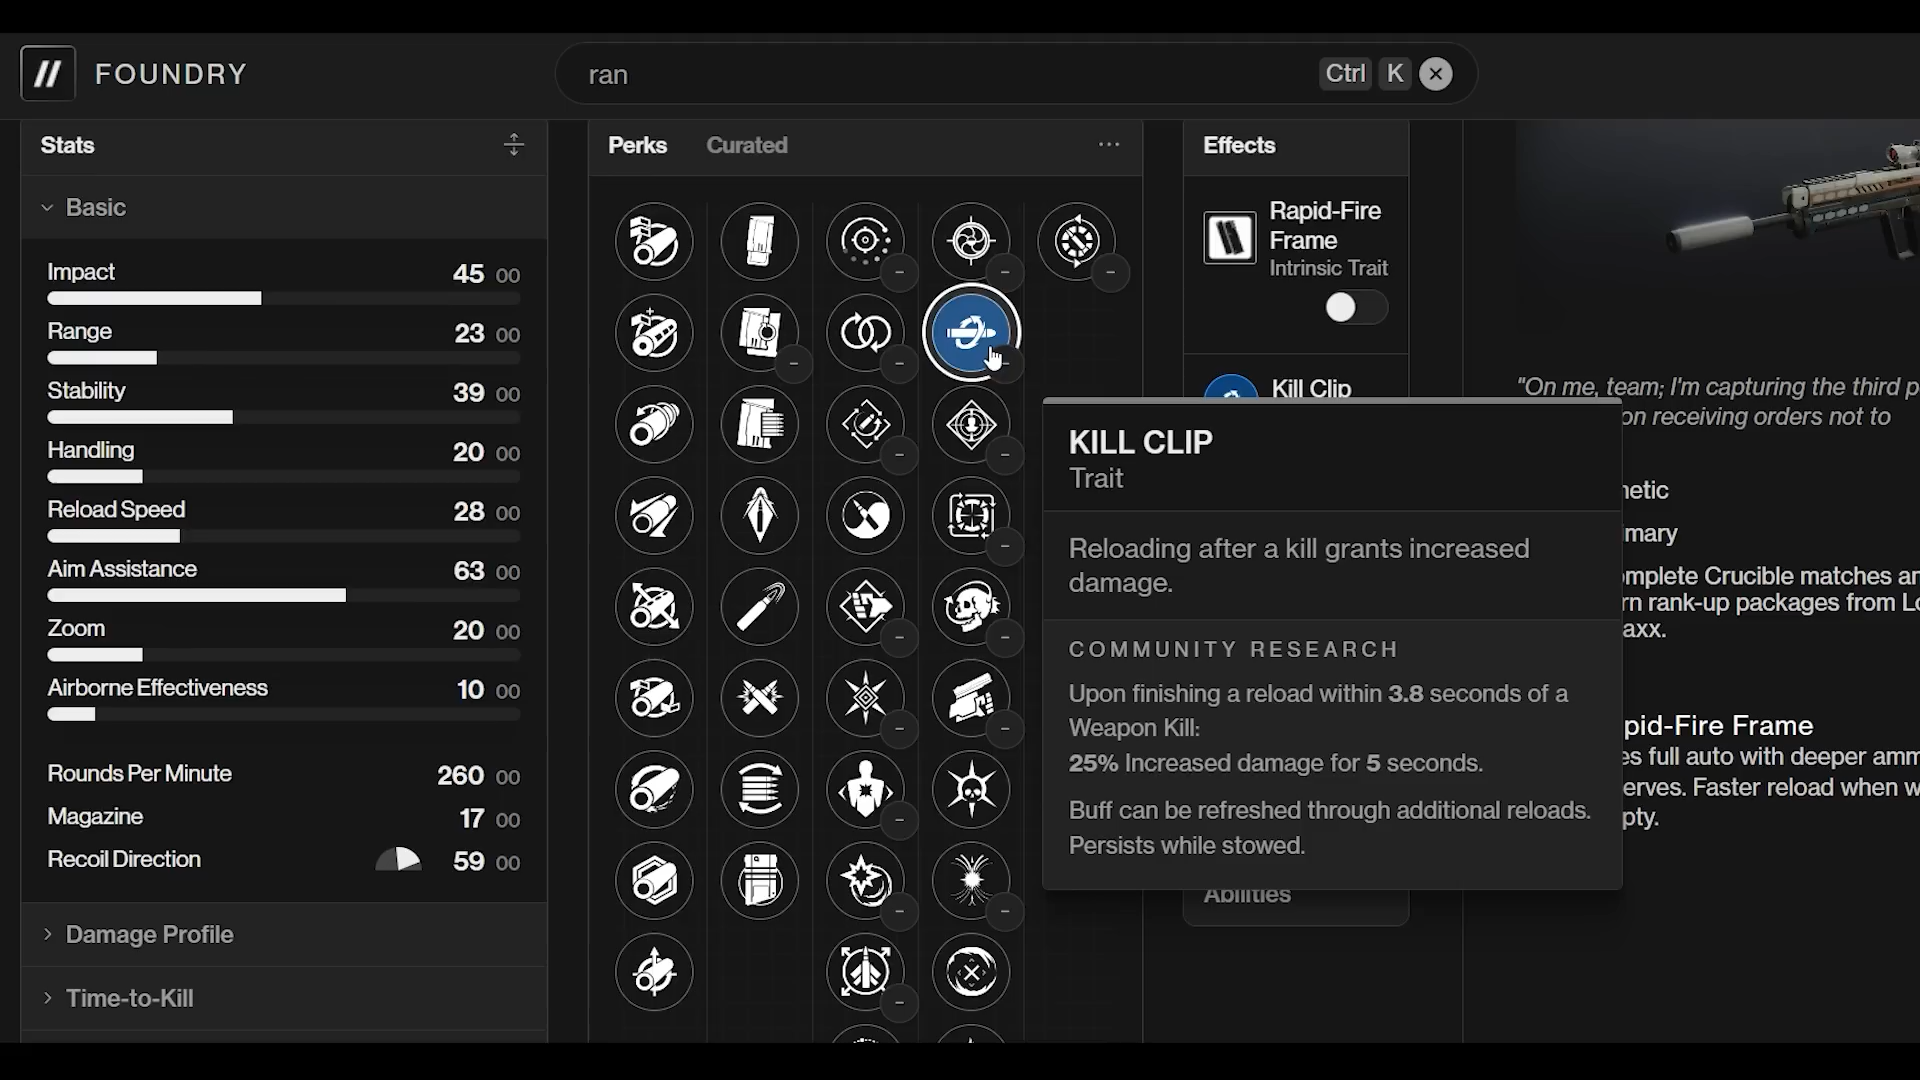 FOUNDRY
ran
Ctrl K
Stats
Basic
Impact 45 00
Range 23 00
Stability 39 00
Handling 20 00
Reload Speed 28 00
Aim Assistance 63 00
Zoom 20 00
Airborne Effectiveness 10 00
Rounds Per Minute 260 00
Magazine 17 00
Recoil Direction 59 00
Damage Profile
Time-to-Kill
Perks Curated
Effects
Rapid-Fire
Frame
Intrinsic Trait
Kill Clip
KILL CLIP
Trait
Reloading after a kill grants increased
damage.
COMMUNITY RESEARCH
Upon finishing a reload within 3.8 seconds of a
Weapon Kill:
25% Increased damage for 5 seconds.
Buff can be refreshed through additional reloads.
Persists while stowed.
Abilities
"On me, team; I'm capturing the third p
on receiving orders not to
netic
mary
mplete Crucible matches an
rn rank-up packages from Lo
axx.
pid-Fire Frame
es full auto with deeper amm
erves. Faster reload when w
pty.